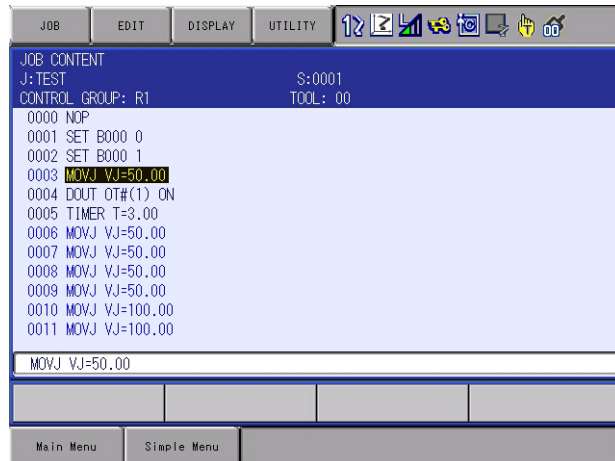 JOB EDIT DISPLAY UTILITY
JOB CONTENT
J:TEST S:0001
CONTROL GROUP: R1 TOOL: 00
0000 NOP
0001 SET B000 0
0002 SET B000 1
0003 MOVJ VJ=50.00
0004 DOUT OT#(1) ON
0005 TIMER T=3.00
0006 MOVJ VJ=50.00
0007 MOVJ VJ=50.00
0008 MOVJ VJ=50.00
0009 MOVJ VJ=50.00
0010 MOVJ VJ=100.00
0011 MOVJ VJ=100.00
MOVJ VJ=50.00
Main Menu Simple Menu